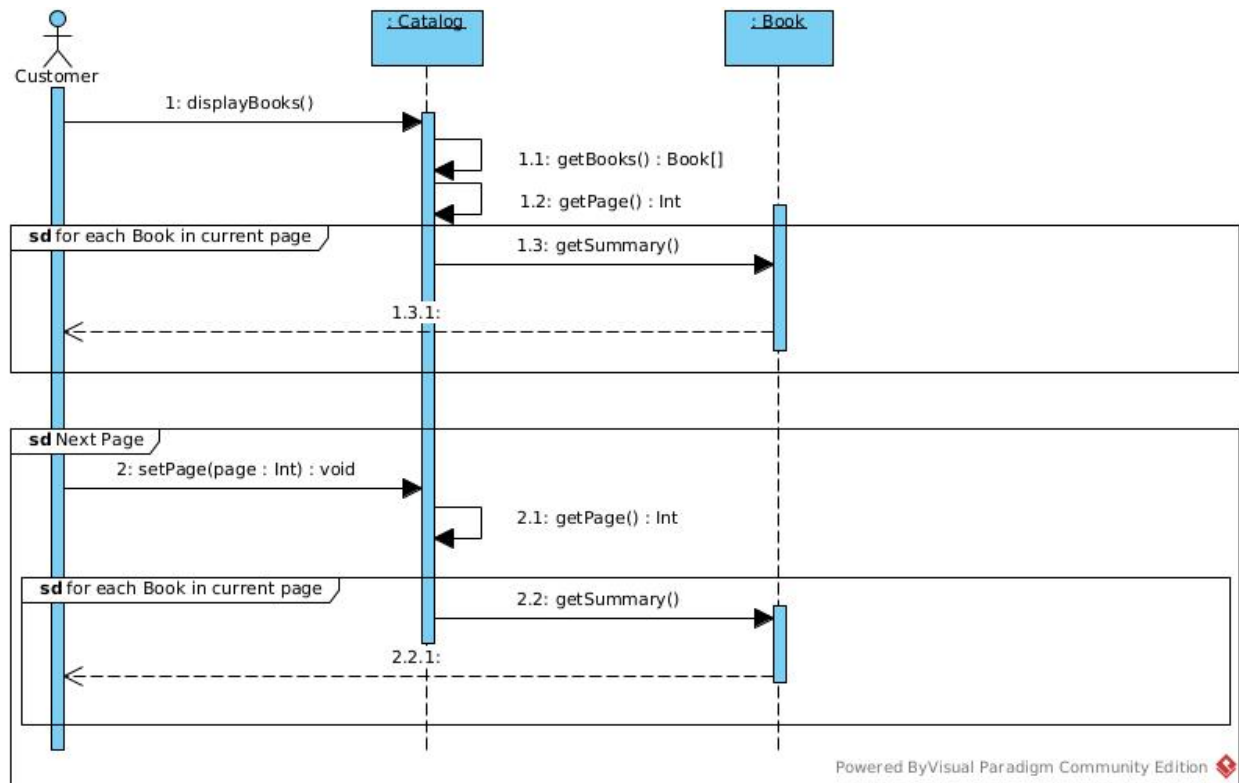 Customer
: Catalog
: Book
1: displayBooks()
1.1: getBooks() : Book[]
1.2: getPage() : Int
sd for each Book in current page
1.3: getSummary()
1.3.1:
sd Next Page
2: setPage(page : Int) : void
2.1: getPage() : Int
sd for each Book in current page
2.2: getSummary()
2.2.1:
Powered ByVisual Paradigm Community Edition